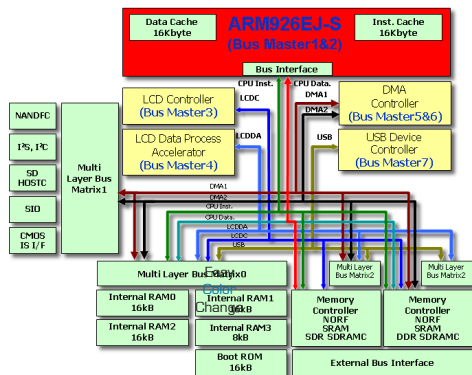 Data Cache
16Kbyte
ARM926EJ-S
(Bus Master1&2)
Inst. Cache
16Kbyte
Bus Interface
CPU Inst.
CPU Data.
LCD Controller
(Bus Master3)
LCDC
DMA1
DMA2
DMA
Controller
(Bus Master5&6)
LCD Data Process
Accelerator
(Bus Master4)
LCDDA
USB
USB Device
Controller
(Bus Master7)
NANDFC
I²S, I²C
SD
HOSTC
SIO
CMOS
IS I/F
Multi
Layer Bus
Matrix1
DMA1
DMA2
CPU Inst.
CPU Data.
LCDDA
LCDC
USB
Multi Layer Bus Matrix0
Multi Layer
Bus Matrix2
Multi Layer
Bus Matrix2
Easy
Color
Change
Internal RAM0
16kB
Internal RAM1
16kB
Internal RAM2
16kB
Internal RAM3
8kB
Boot ROM
16kB
Memory
Controller
NORF
SRAM
SDR SDRAMC
Memory
Controller
NORF
SRAM
DDR SDRAMC
External Bus Interface